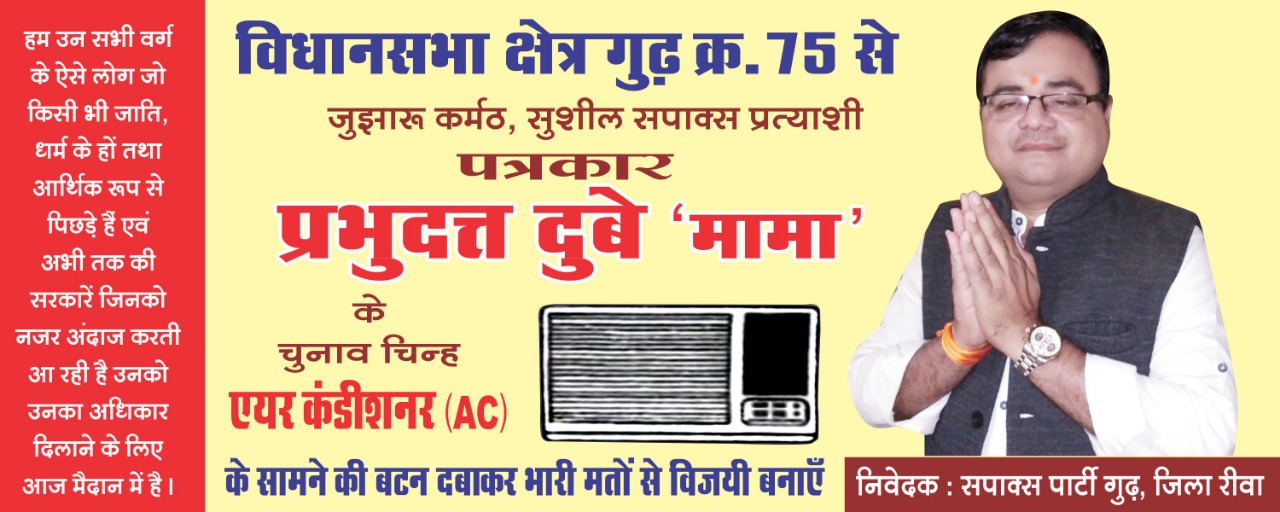 हम उन सभी वर्ग
के ऐसे लोग जो
किसी भी जाति,
धर्म के हों तथा
आर्थिक रूप से
पिछड़े हैं एवं
अभी तक की
सरकारें जिनको
नजर अंदाज करती
आ रही है उनको
उनका अधिकार
दिलाने के लिए
आज मैदान में है।
विधानसभा क्षेत्र गुढ़ क्र. 75 से
जुझारू कर्मठ, सुशील सपाक्स प्रत्याशी
पत्रकार
प्रभुदत्त दुबे ‘मामा’
के
चुनाव चिन्ह
एयर कंडीशनर (AC)
के सामने की बटन दबाकर भारी मतों से विजयी बनाएँ
निवेदक : सपाक्स पार्टी गुढ़, जिला रीवा